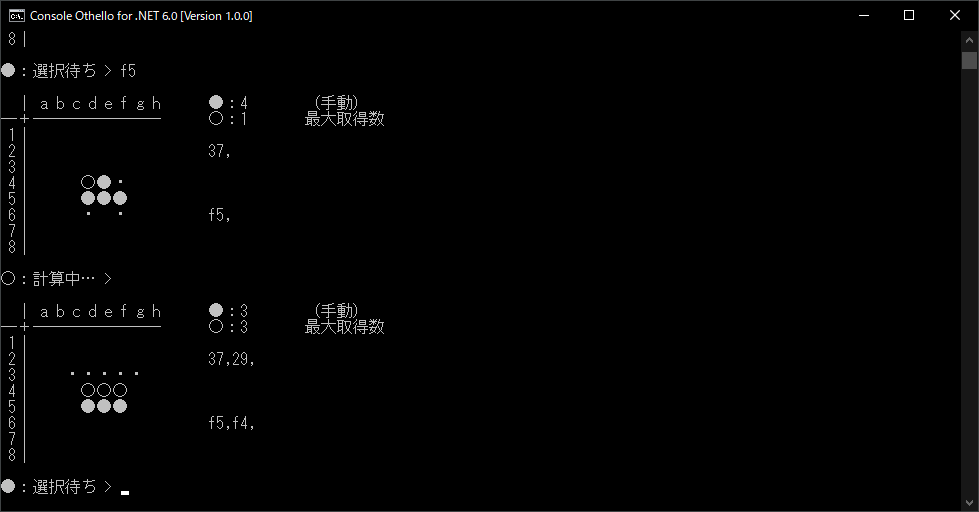 Console Othello for .NET 6.0 [Version 1.0.0]
8│
●:選択待ち > f5
│ a b c d e f g h ●:4 (手動)
─+──────── ○:1 最大取得数
1│
2│ 37,
3│
4│ ○●・
5│ ●●●
6│ ・ ・ f5,
7│
8│
○:計算中… >
│ a b c d e f g h ●:3 (手動)
─+──────── ○:3 最大取得数
1│
2│ 37,29,
3│ ・・・・・
4│ ○○○
5│ ●●●
6│ f5,f4,
7│
8│
●:選択待ち >